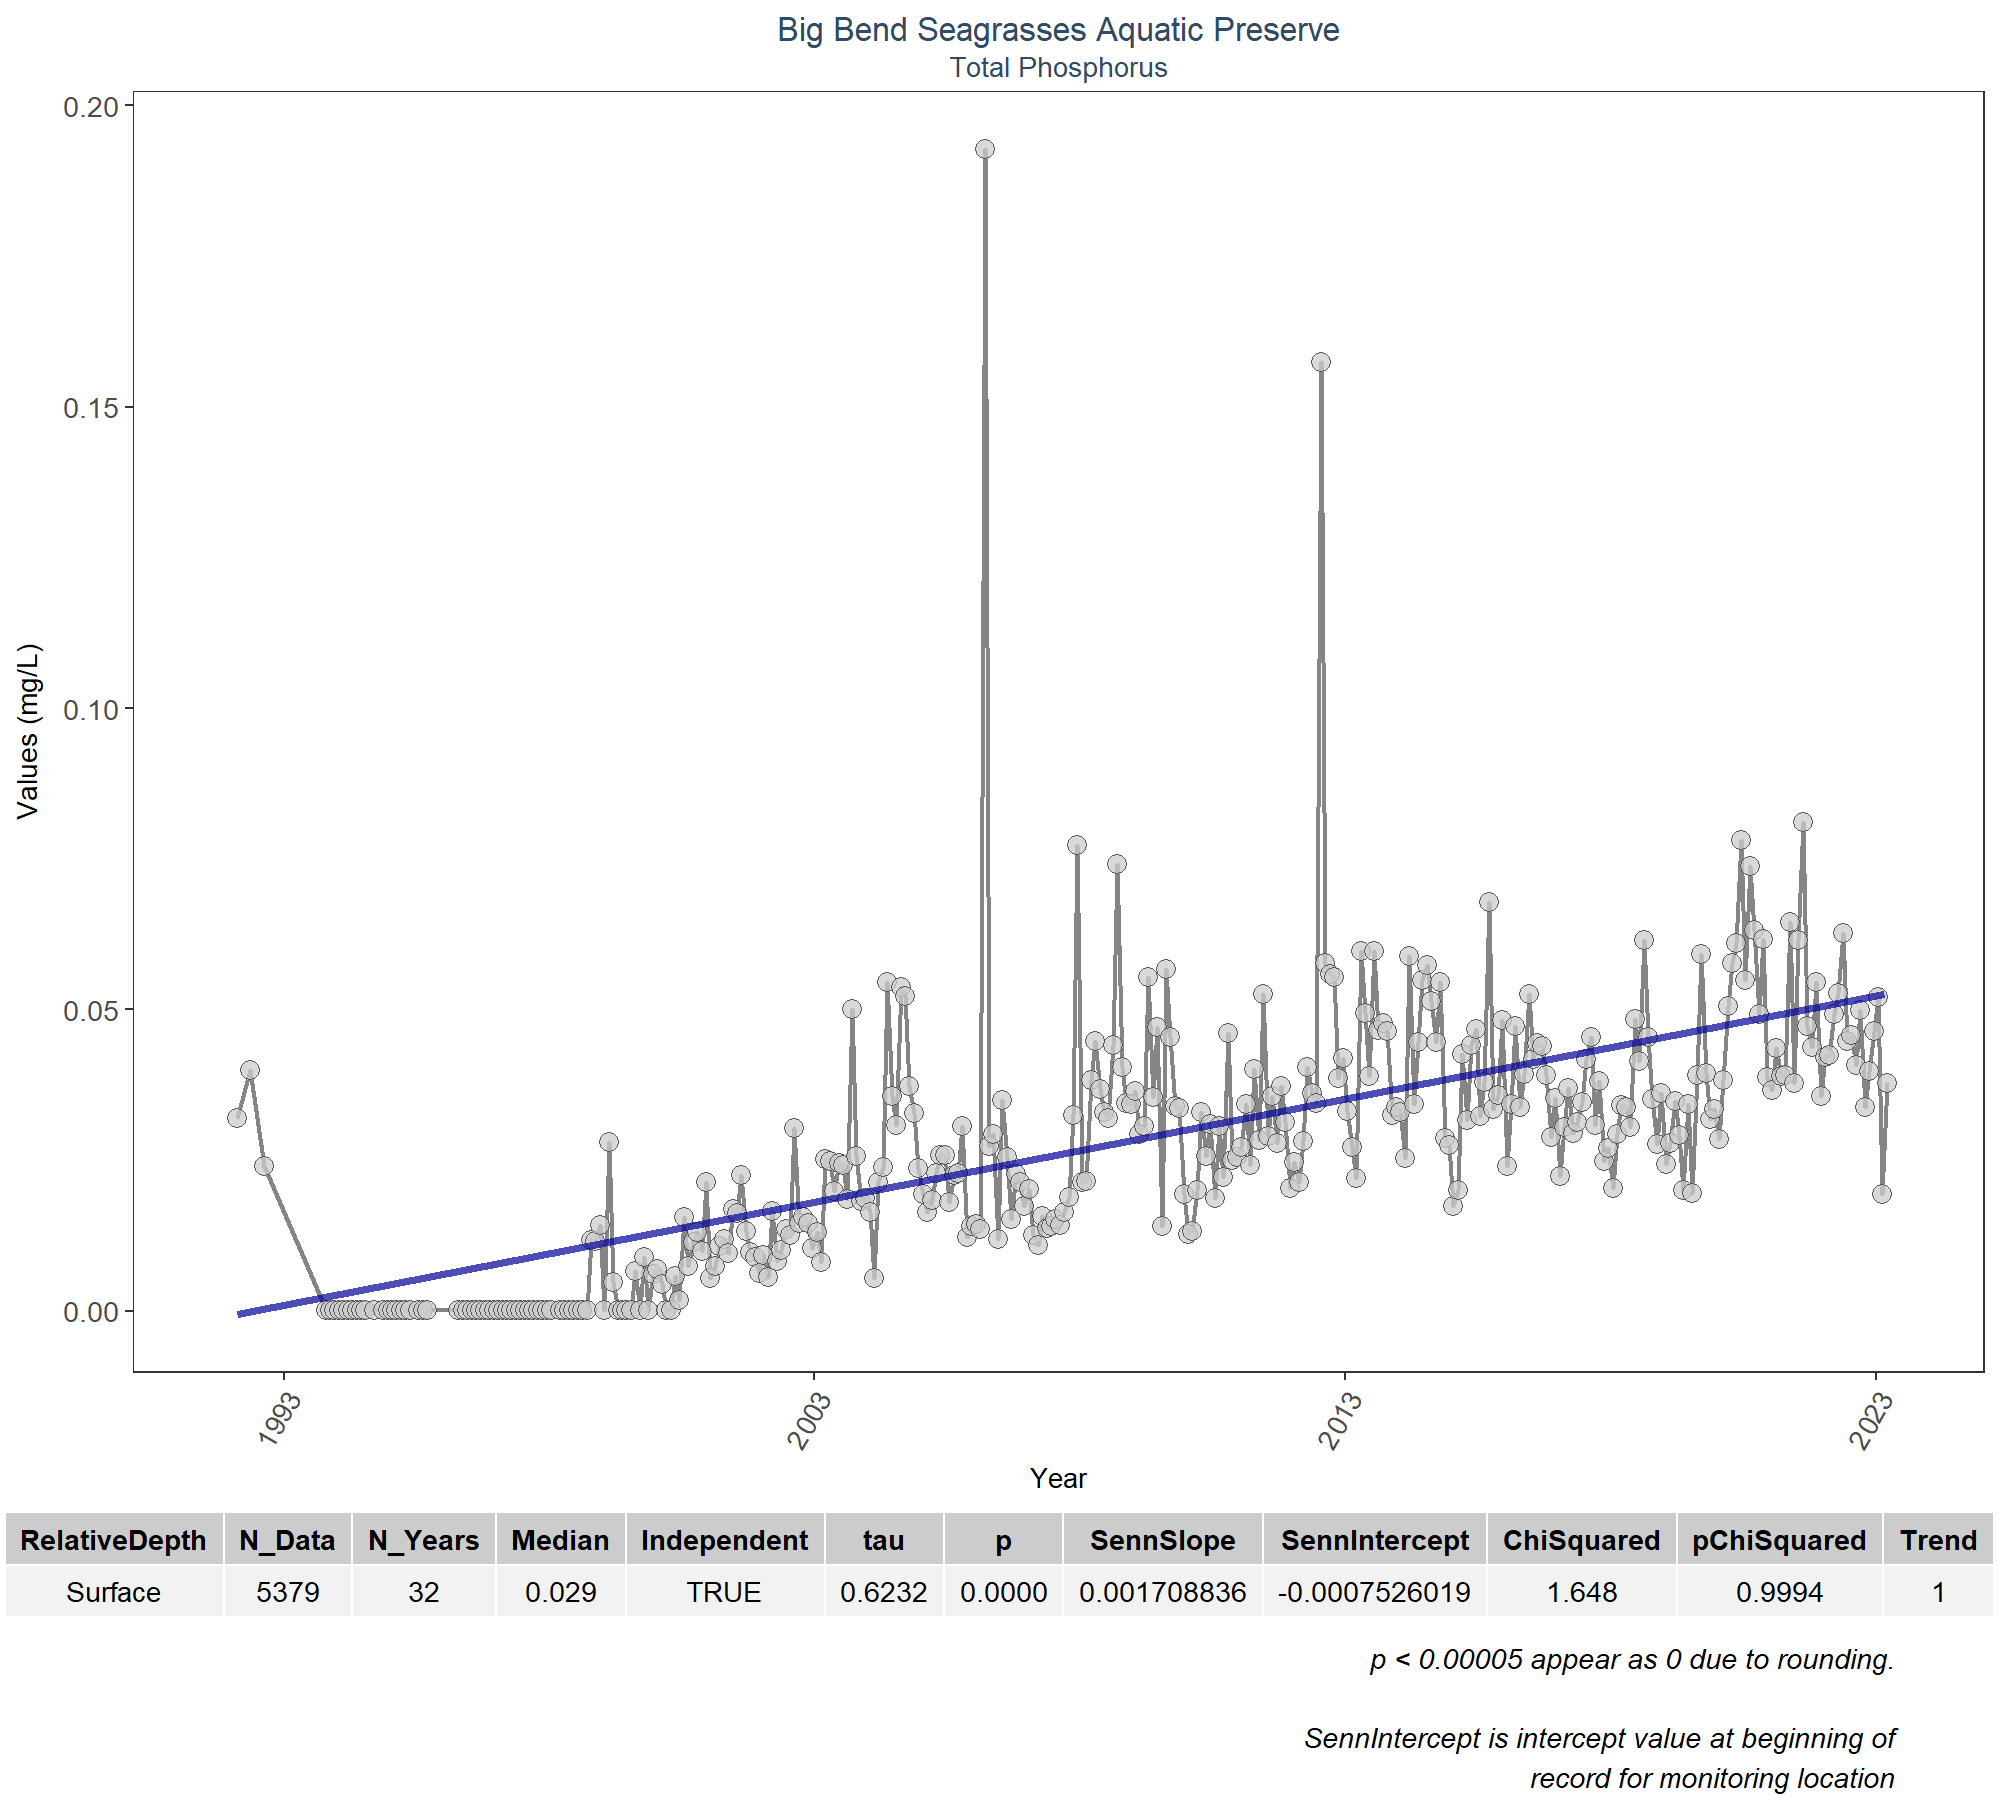 Big Bend Seagrasses Aquatic Preserve
Total Phosphorus
0.20
0.15
0.10
0.05
0.00
Values (mg/L)
1993
2003
2013
2023
Year
RelativeDepth N_Data N_Years Median Independent tau p SennSlope SennIntercept ChiSquared pChiSquared Trend
Surface 5379 32 0.029 TRUE 0.6232 0.0000 0.001708836 -0.0007526019 1.648 0.9994 1
p < 0.00005 appear as 0 due to rounding.
SennIntercept is intercept value at beginning of
record for monitoring location